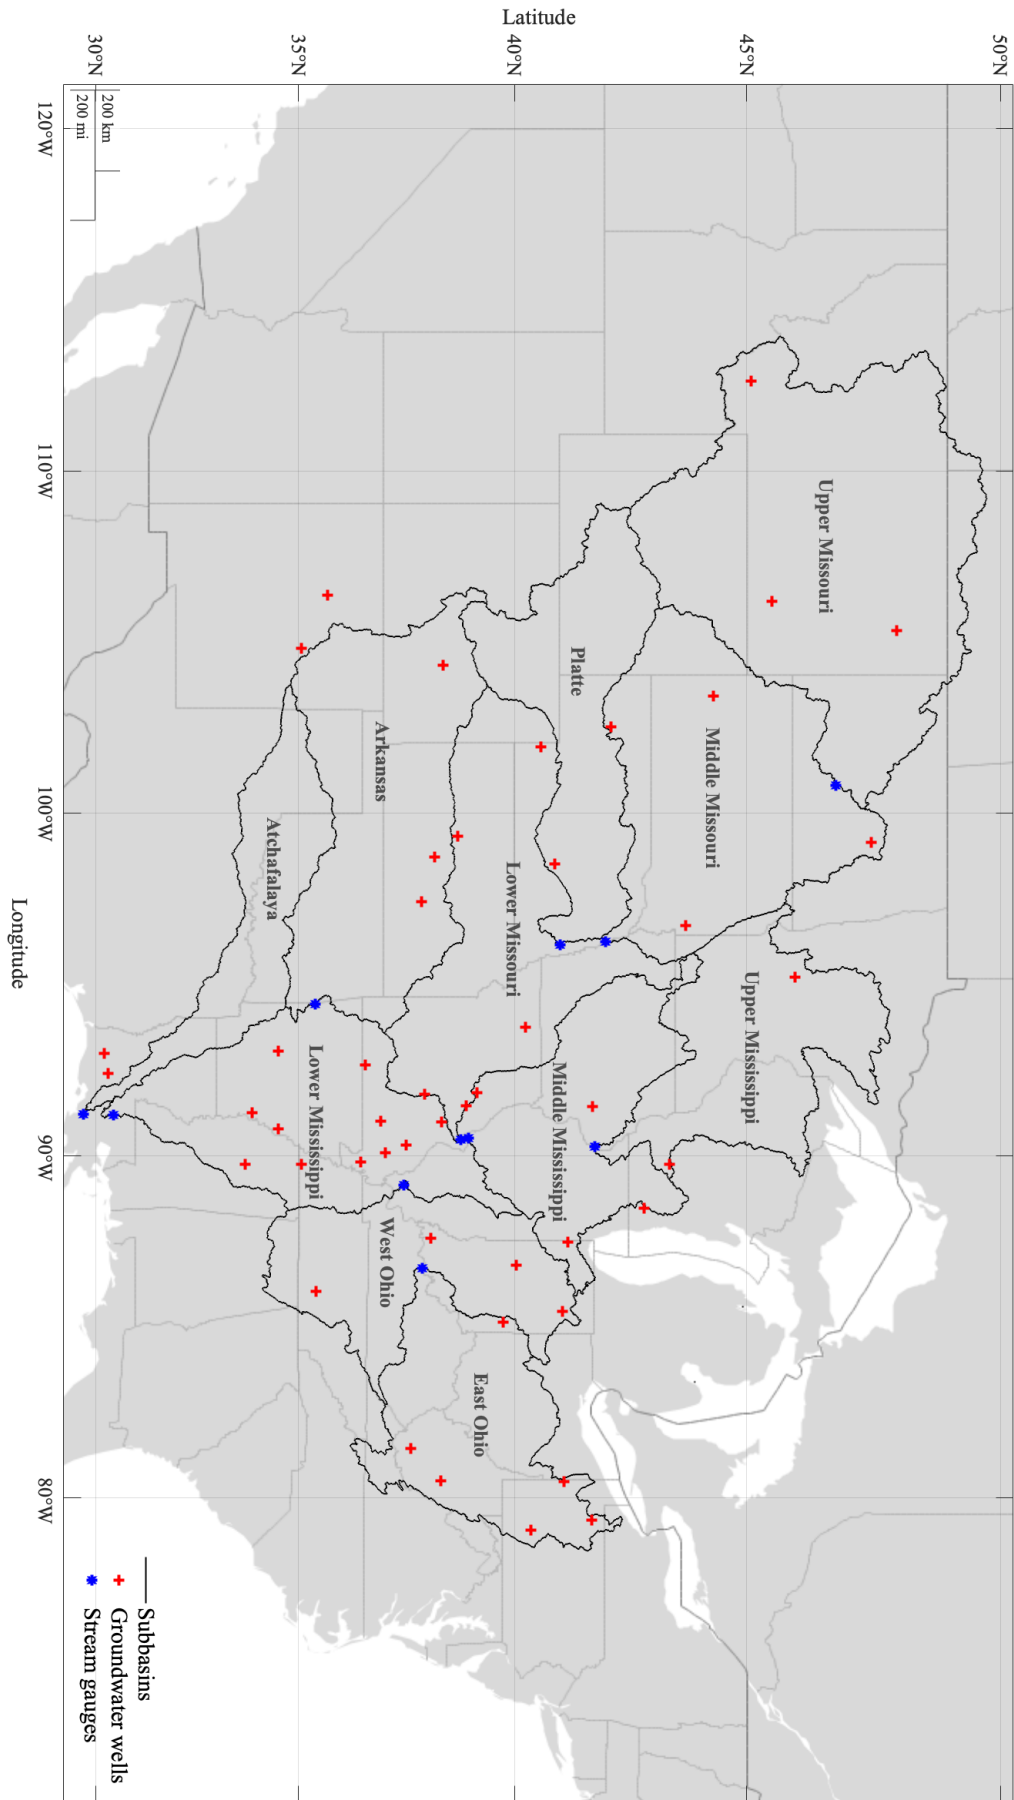 Latitude
50°N
45°N
40°N
35°N
30°N
120°W
110°W
100°W
90°W
80°W
Longitude
200 km
200 mi
Upper Missouri
Platte
Middle Missouri
Arkansas
Atchafalaya
Lower Missouri
Upper Mississippi
Middle Mississippi
Lower Mississippi
West Ohio
East Ohio
Subbasins
Groundwater wells
Stream gauges